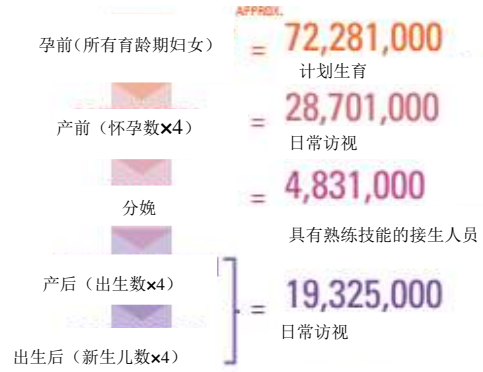 APPROX.
孕前（所有育龄期妇女） = 72,281,000
计划生育
产前（怀孕数×4） = 28,701,000
日常访视
分娩 = 4,831,000
具有熟练技能的接生人员
产后（出生数×4）
= 19,325,000
日常访视
出生后（新生儿数×4）